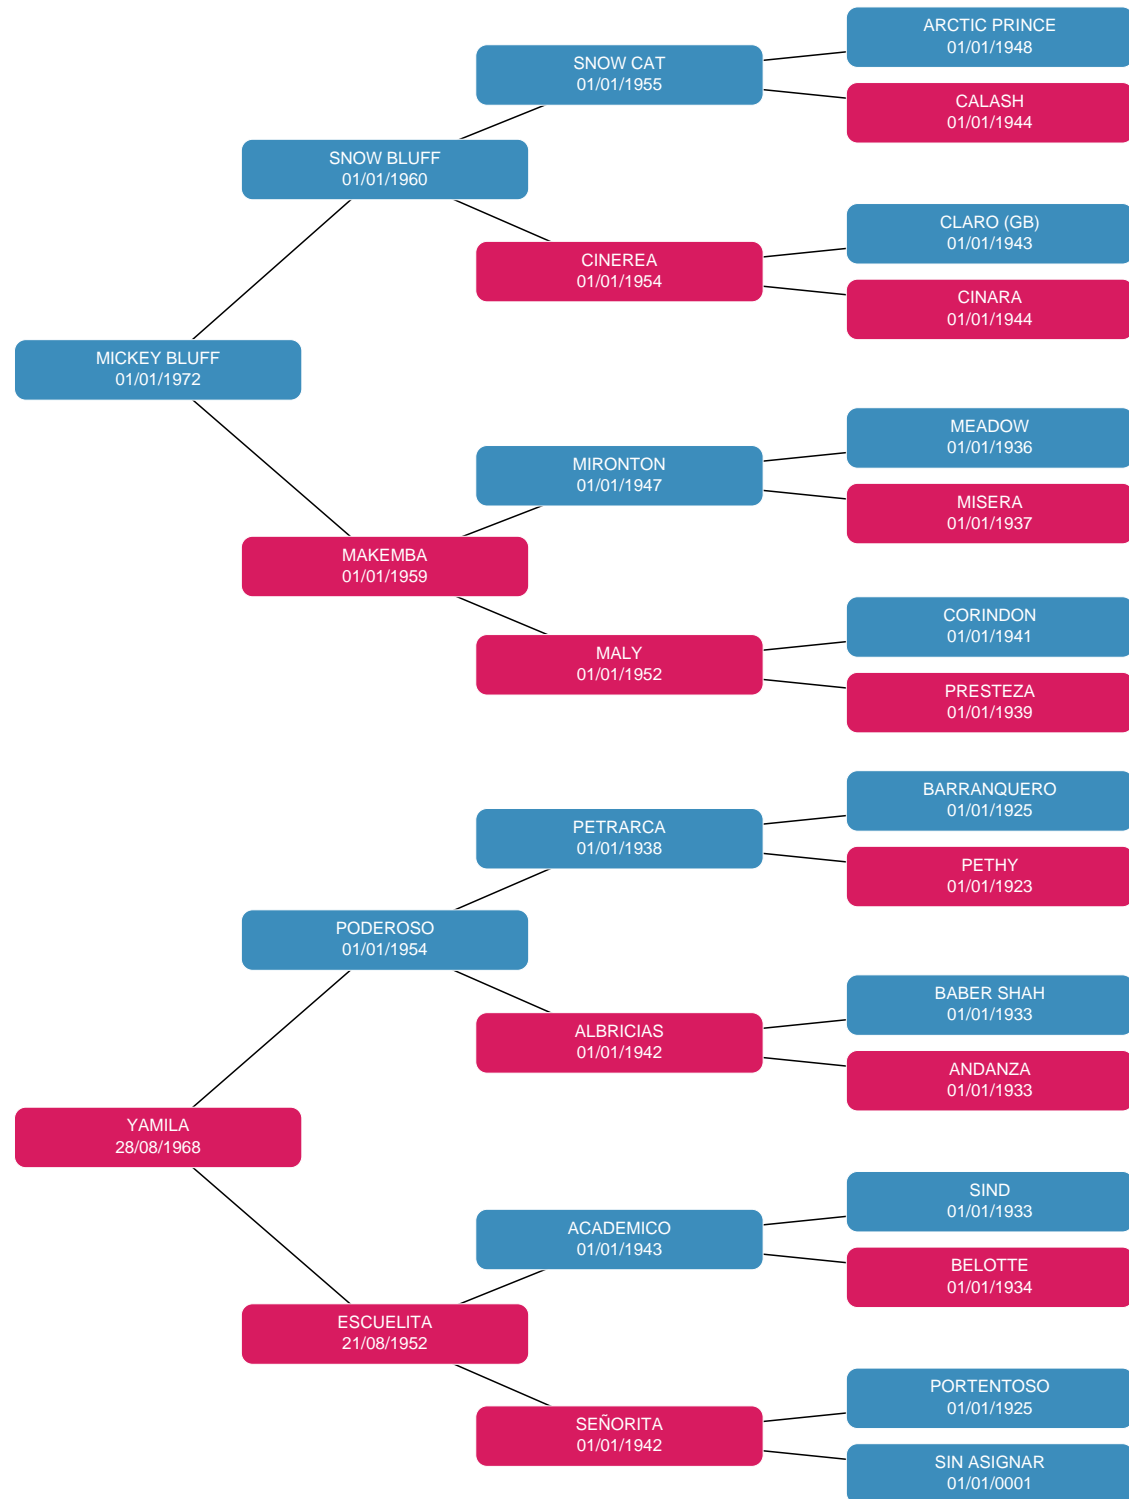 ARCTIC PRINCE
01/01/1948
SNOW CAT
01/01/1955
CALASH
01/01/1944
SNOW BLUFF
01/01/1960
CLARO (GB)
01/01/1943
CINEREA
01/01/1954
CINARA
01/01/1944
MICKEY BLUFF
01/01/1972
MEADOW
01/01/1936
MIRONTON
01/01/1947
MISERA
01/01/1937
MAKEMBA
01/01/1959
CORINDON
01/01/1941
MALY
01/01/1952
PRESTEZA
01/01/1939
BARRANQUERO
01/01/1925
PETRARCA
01/01/1938
PETHY
01/01/1923
PODEROSO
01/01/1954
BABER SHAH
01/01/1933
ALBRICIAS
01/01/1942
ANDANZA
01/01/1933
YAMILA
28/08/1968
SIND
01/01/1933
ACADEMICO
01/01/1943
BELOTTE
01/01/1934
ESCUELITA
21/08/1952
PORTENTOSO
01/01/1925
SEÑORITA
01/01/1942
SIN ASIGNAR
01/01/0001